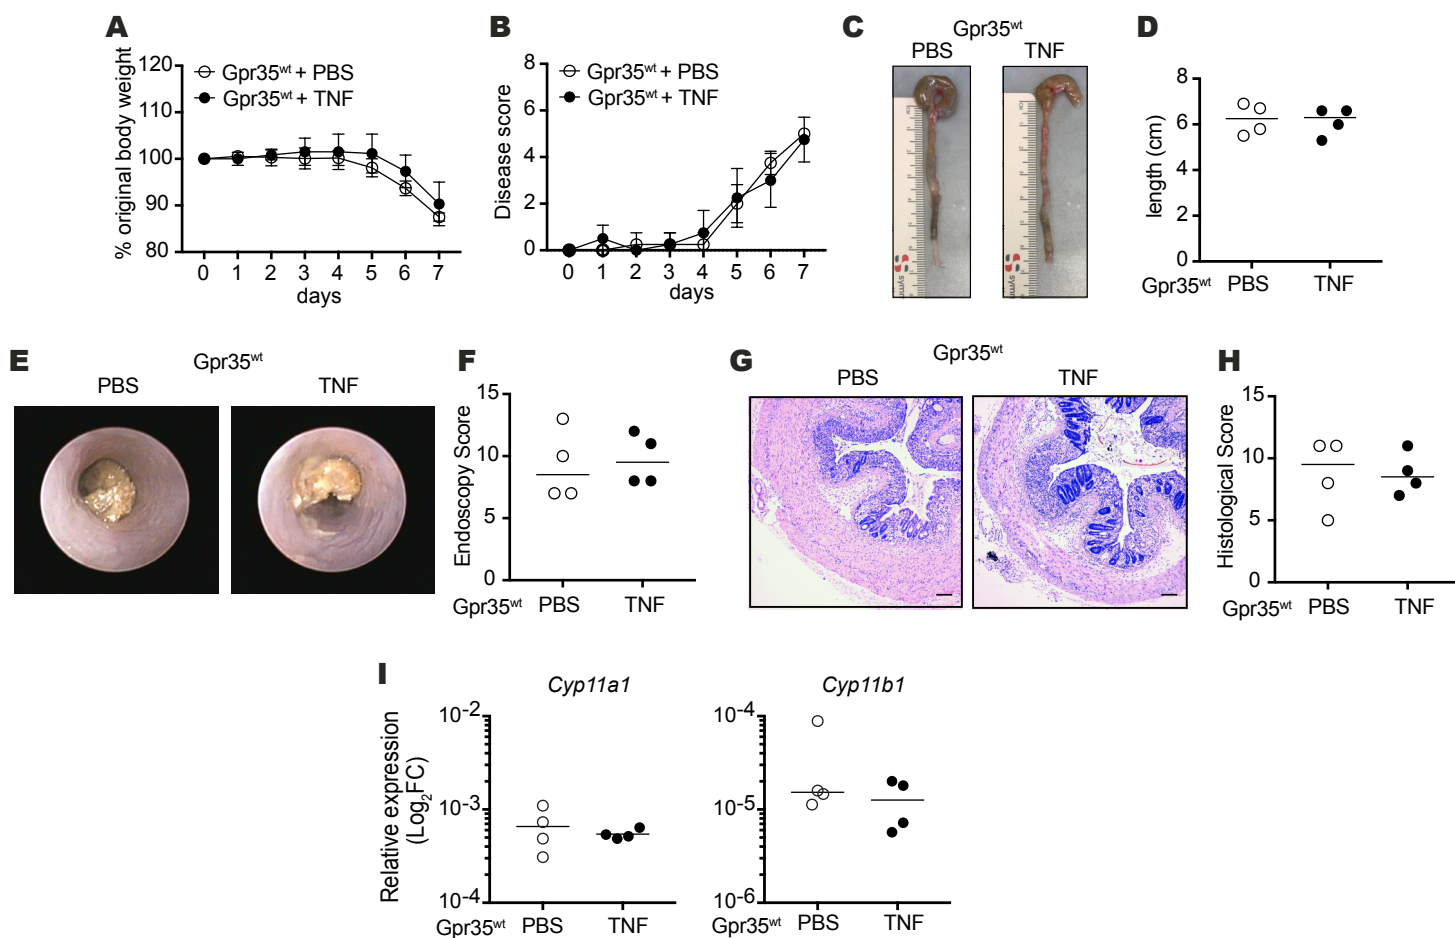 A
% original body weight
120
110
100
90
80
Gpr35wt + PBS
Gpr35wt + TNF
0 1 2 3 4 5 6 7
days
B
Disease score
8
6
4
2
0
Gpr35wt + PBS
Gpr35wt + TNF
0 1 2 3 4 5 6 7
days
C
Gpr35wt
PBS TNF
D
length (cm)
8
6
4
2
0
Gpr35wt PBS TNF
E
Gpr35wt
PBS TNF
F
Endoscopy Score
15
10
5
0
Gpr35wt PBS TNF
G
Gpr35wt
PBS TNF
H
Histological Score
15
10
5
0
Gpr35wt PBS TNF
I
Relative expression
(Log2FC)
Cyp11a1
10-2
10-3
10-4
Gpr35wt PBS TNF
Cyp11b1
10-4
10-5
10-6
Gpr35wt PBS TNF